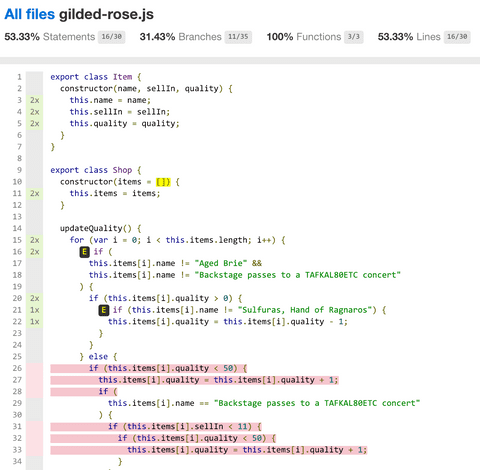 All files gilded-rose.js
53.33% Statements 16/30 31.43% Branches 11/35 100% Functions 3/3 53.33% Lines 16/30
1 export class Item {
2 constructor(name, sellIn, quality) {
3 2x this.name = name;
4 2x this.sellIn = sellIn;
5 2x this.quality = quality;
6 }
7 }
8
9 export class Shop {
10 constructor(items = []) {
11 2x this.items = items;
12 }
13
14 updateQuality() {
15 2x for (var i = 0; i < this.items.length; i++) {
16 2x E if (
17 this.items[i].name != "Aged Brie" &&
18 this.items[i].name != "Backstage passes to a TAFKAL80ETC concert"
19 ) {
20 2x if (this.items[i].quality > 0) {
21 1x E if (this.items[i].name != "Sulfuras, Hand of Ragnaros") {
22 1x this.items[i].quality = this.items[i].quality - 1;
23 }
24 }
25 } else {
26 if (this.items[i].quality < 50) {
27 this.items[i].quality = this.items[i].quality + 1;
28 if (
29 this.items[i].name == "Backstage passes to a TAFKAL80ETC concert"
30 ) {
31 if (this.items[i].sellIn < 11) {
32 if (this.items[i].quality < 50) {
33 this.items[i].quality = this.items[i].quality + 1;
34 }